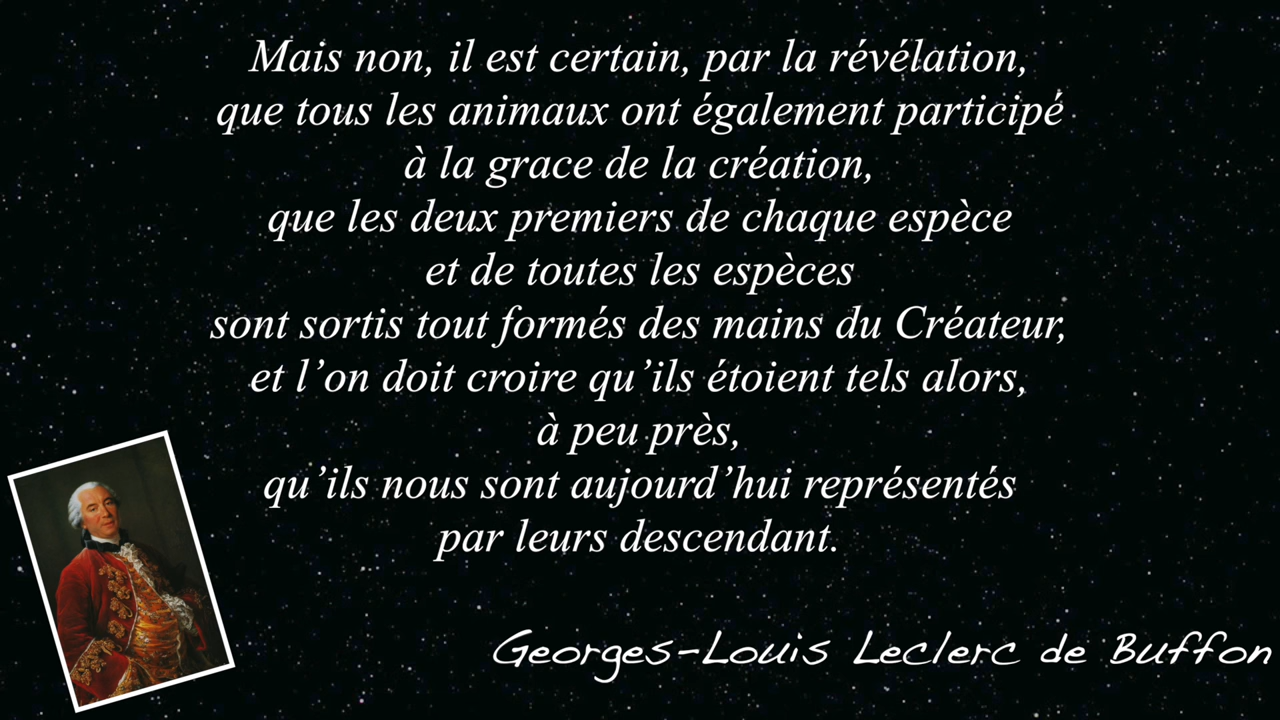 Mais non, il est certain, par la révélation,
que tous les animaux ont également participé
à la grace de la création,
que les deux premiers de chaque espèce
et de toutes les espèces
sont sortis tout formés des mains du Créateur,
et l’on doit croire qu’ils étoient tels alors,
à peu près,
qu’ils nous sont aujourd’hui représentés
par leurs descendant.
Georges-Louis Leclerc de Buffon